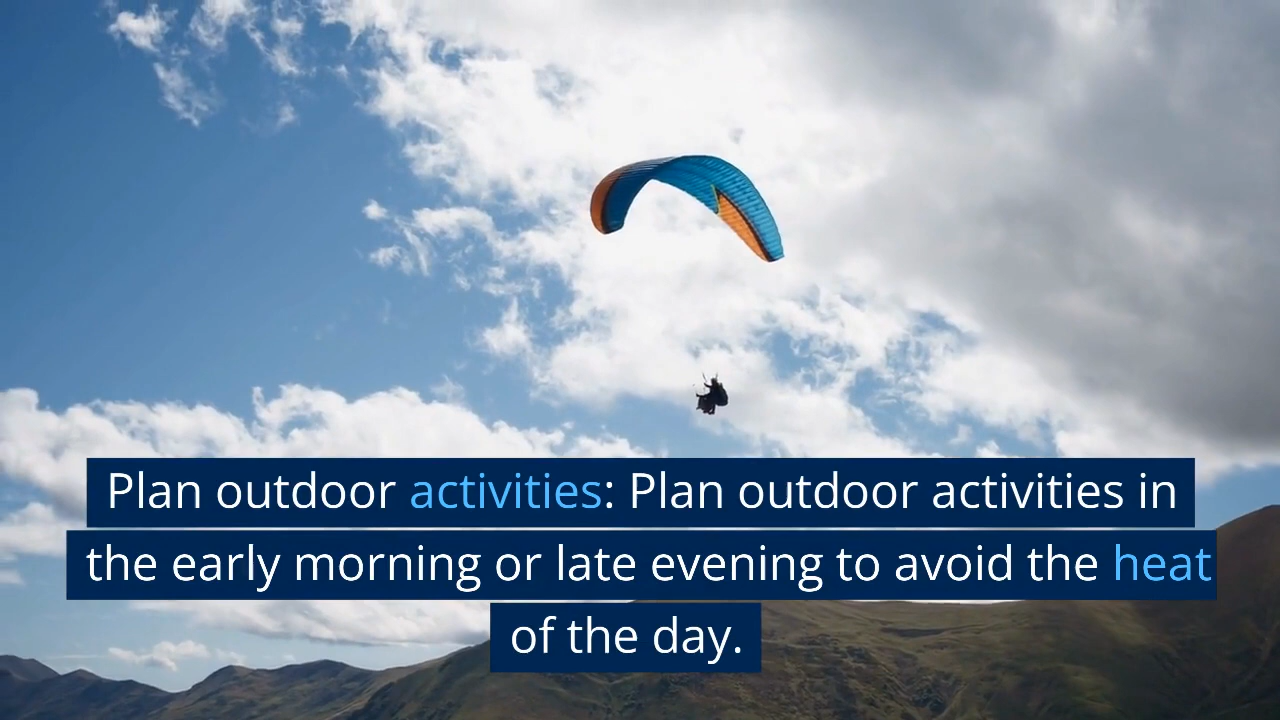 Plan outdoor activities: Plan outdoor activities in
the early morning or late evening to avoid the heat
of the day.